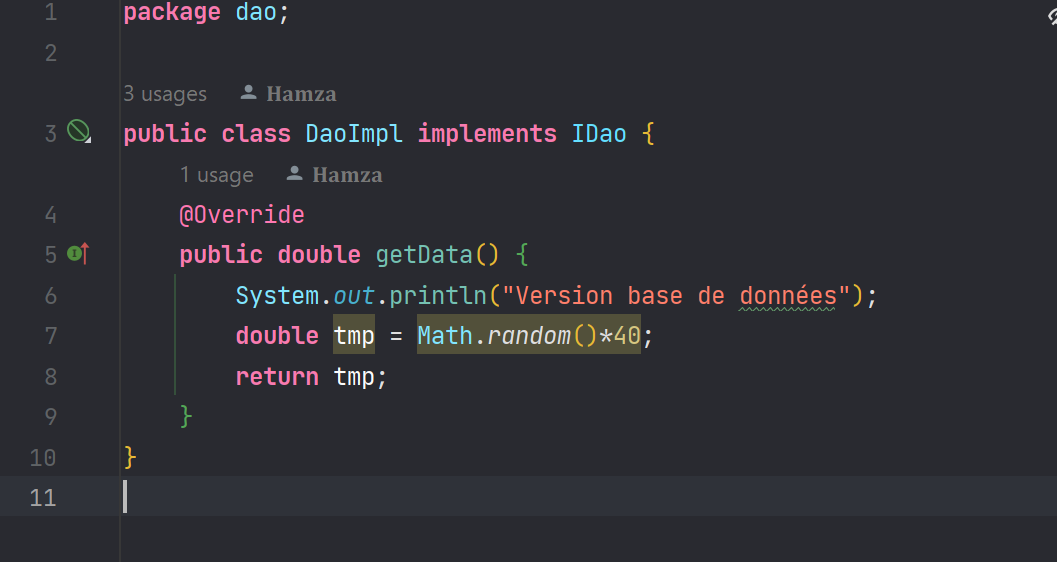 1 package dao;
2
3 usages Hamza
3 public class DaoImpl implements IDao {
1 usage Hamza
4 @Override
5 public double getData() {
6 System.out.println("Version base de données");
7 double tmp = Math.random()*40;
8 return tmp;
9 }
10 }
11